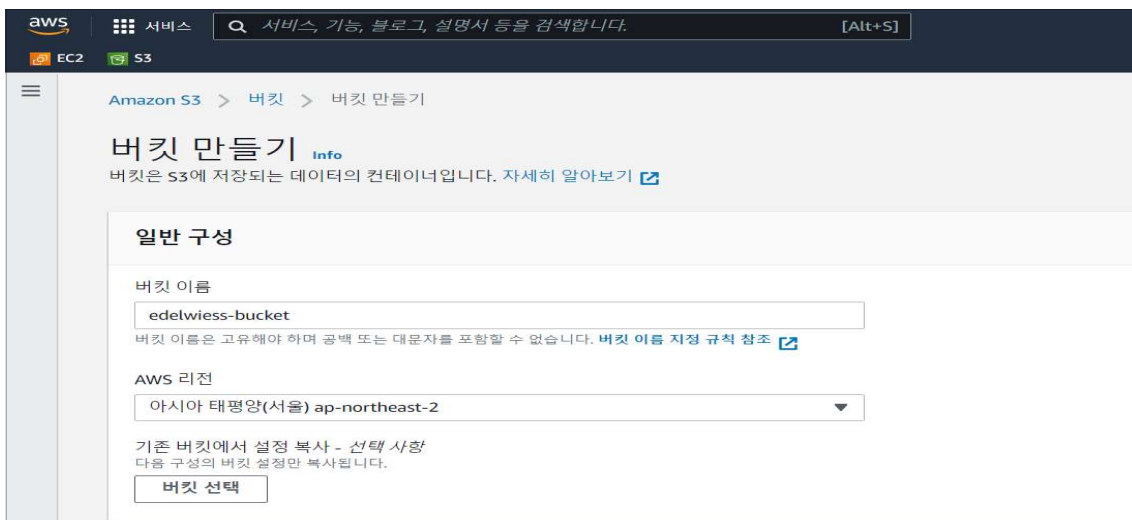 aws 서비스 서비스, 기능, 블로그, 설명서 등을 검색합니다. [Alt+S]
EC2 S3
Amazon S3 > 버킷 > 버킷 만들기
버킷 만들기 Info
버킷은 S3에 저장되는 데이터의 컨테이너입니다. 자세히 알아보기
일반 구성
버킷 이름
edelwiess-bucket
버킷 이름은 고유해야 하며 공백 또는 대문자를 포함할 수 없습니다. 버킷 이름 지정 규칙 참조
AWS 리전
아시아 태평양(서울) ap-northeast-2
기존 버킷에서 설정 복사 - 선택 사항
다음 구성의 버킷 설정만 복사됩니다.
버킷 선택